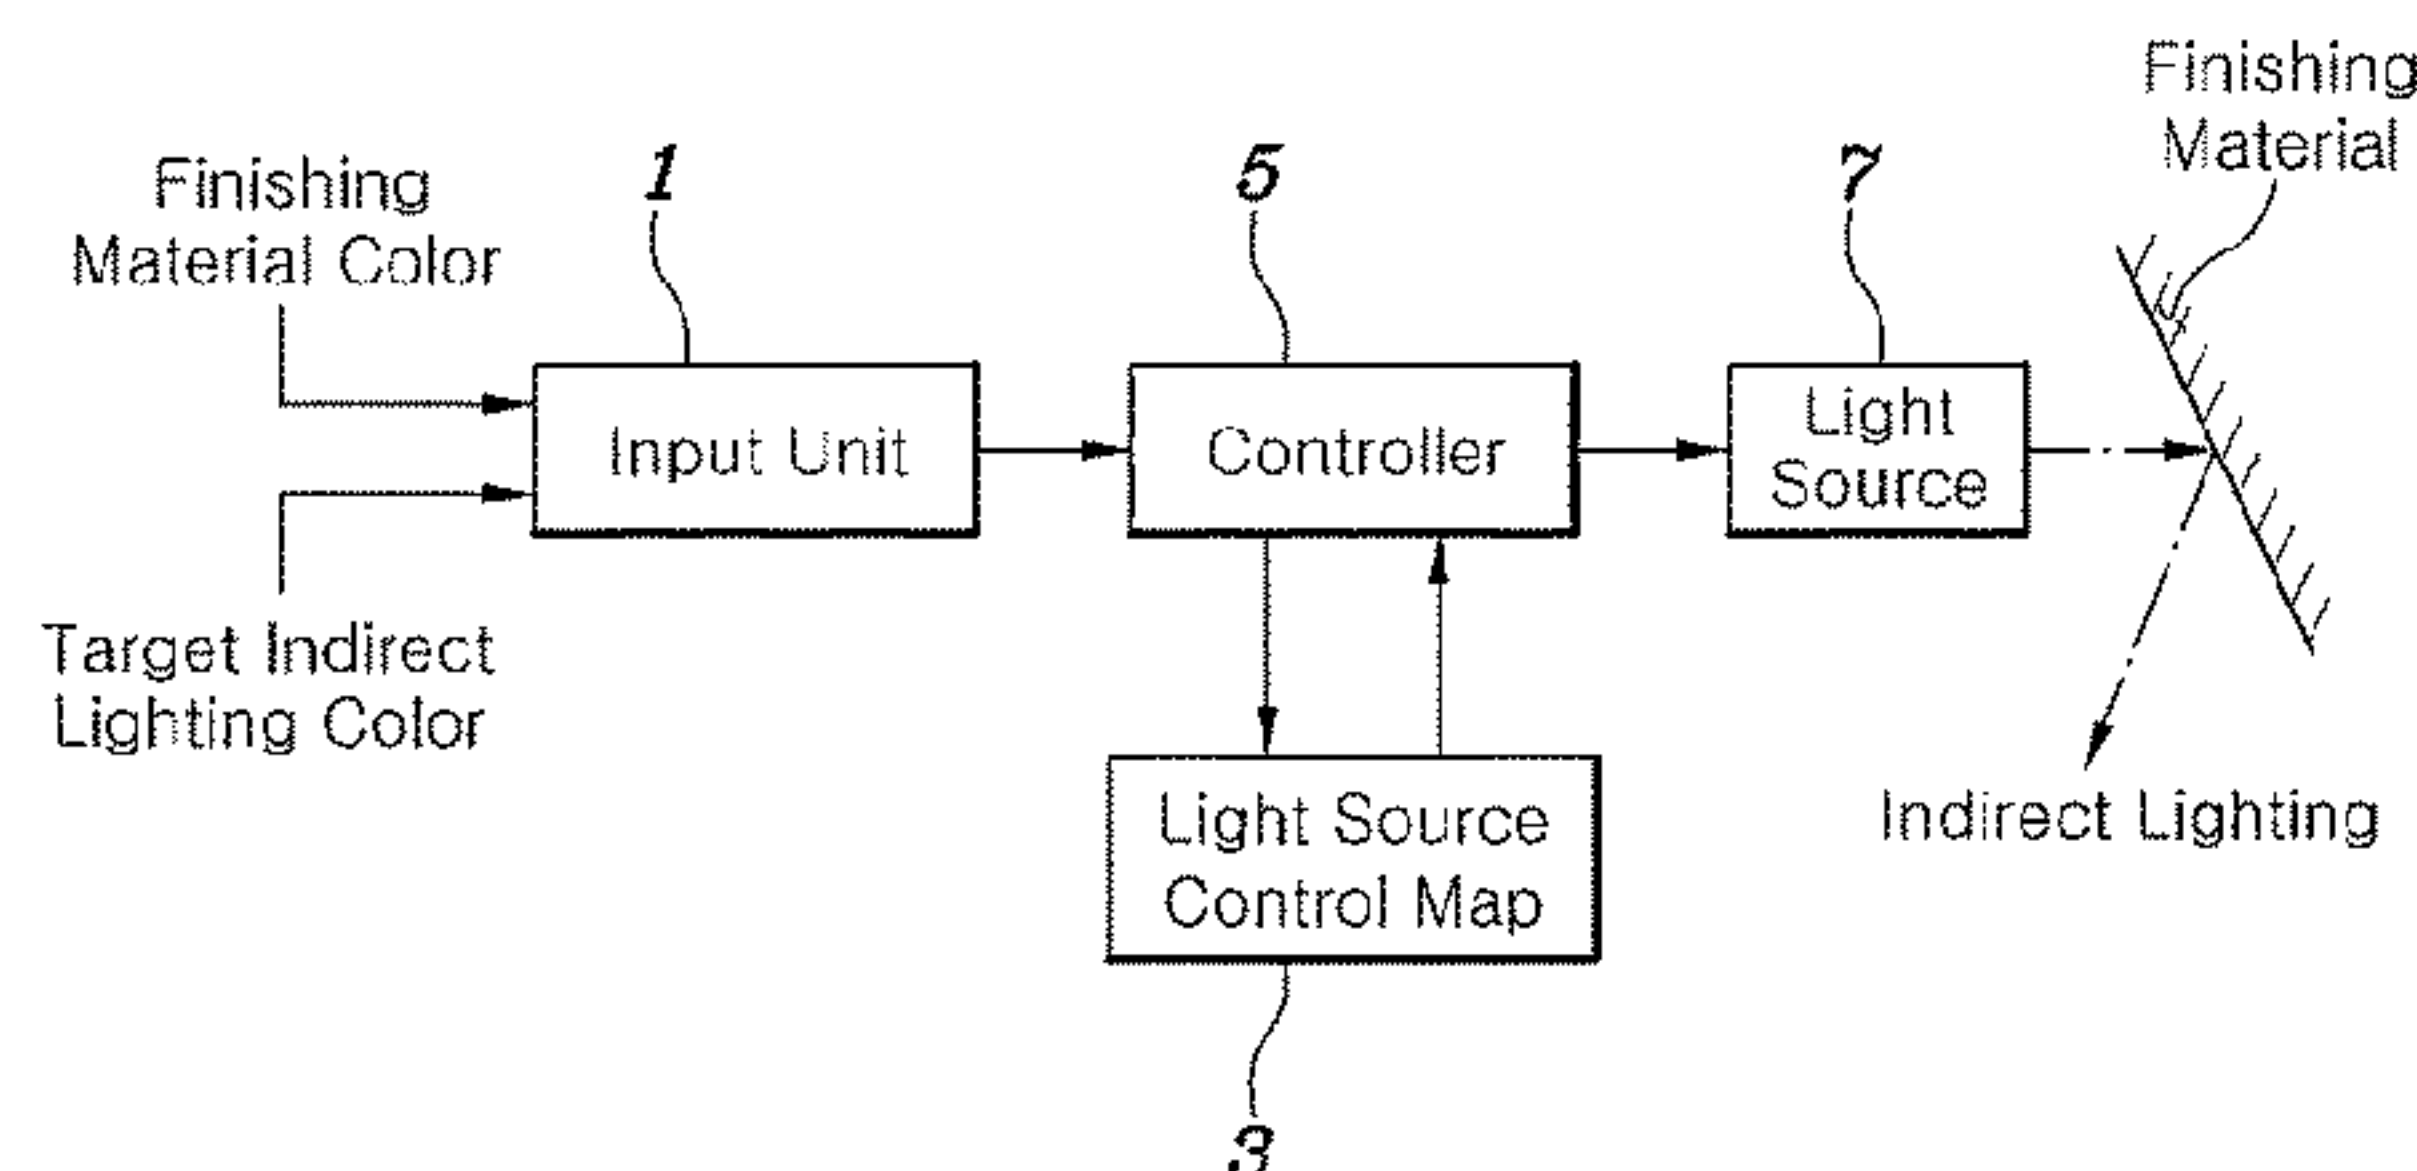 Finishing
Material
Finishing
Material Color
1
5
7
Input Unit
Controller
Light
Source
Target Indirect
Lighting Color
Light Source
Control Map
Indirect Lighting
3